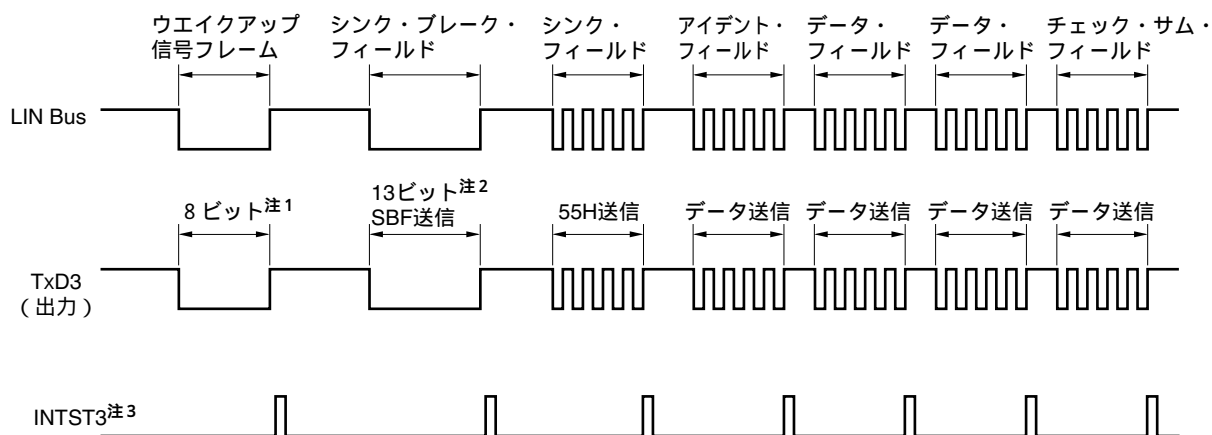 ウエイクアップ
信号フレーム
シンク・ブレーク・
フィールド
シンク・
フィールド
アイデント・
フィールド
データ・
フィールド
データ・
フィールド
チェック・サム・
フィールド
LIN Bus
8 ビット注1
13ビット注2
SBF送信
55H送信
データ送信
データ送信
データ送信
データ送信
TxD3
(出力)
INTST3注3